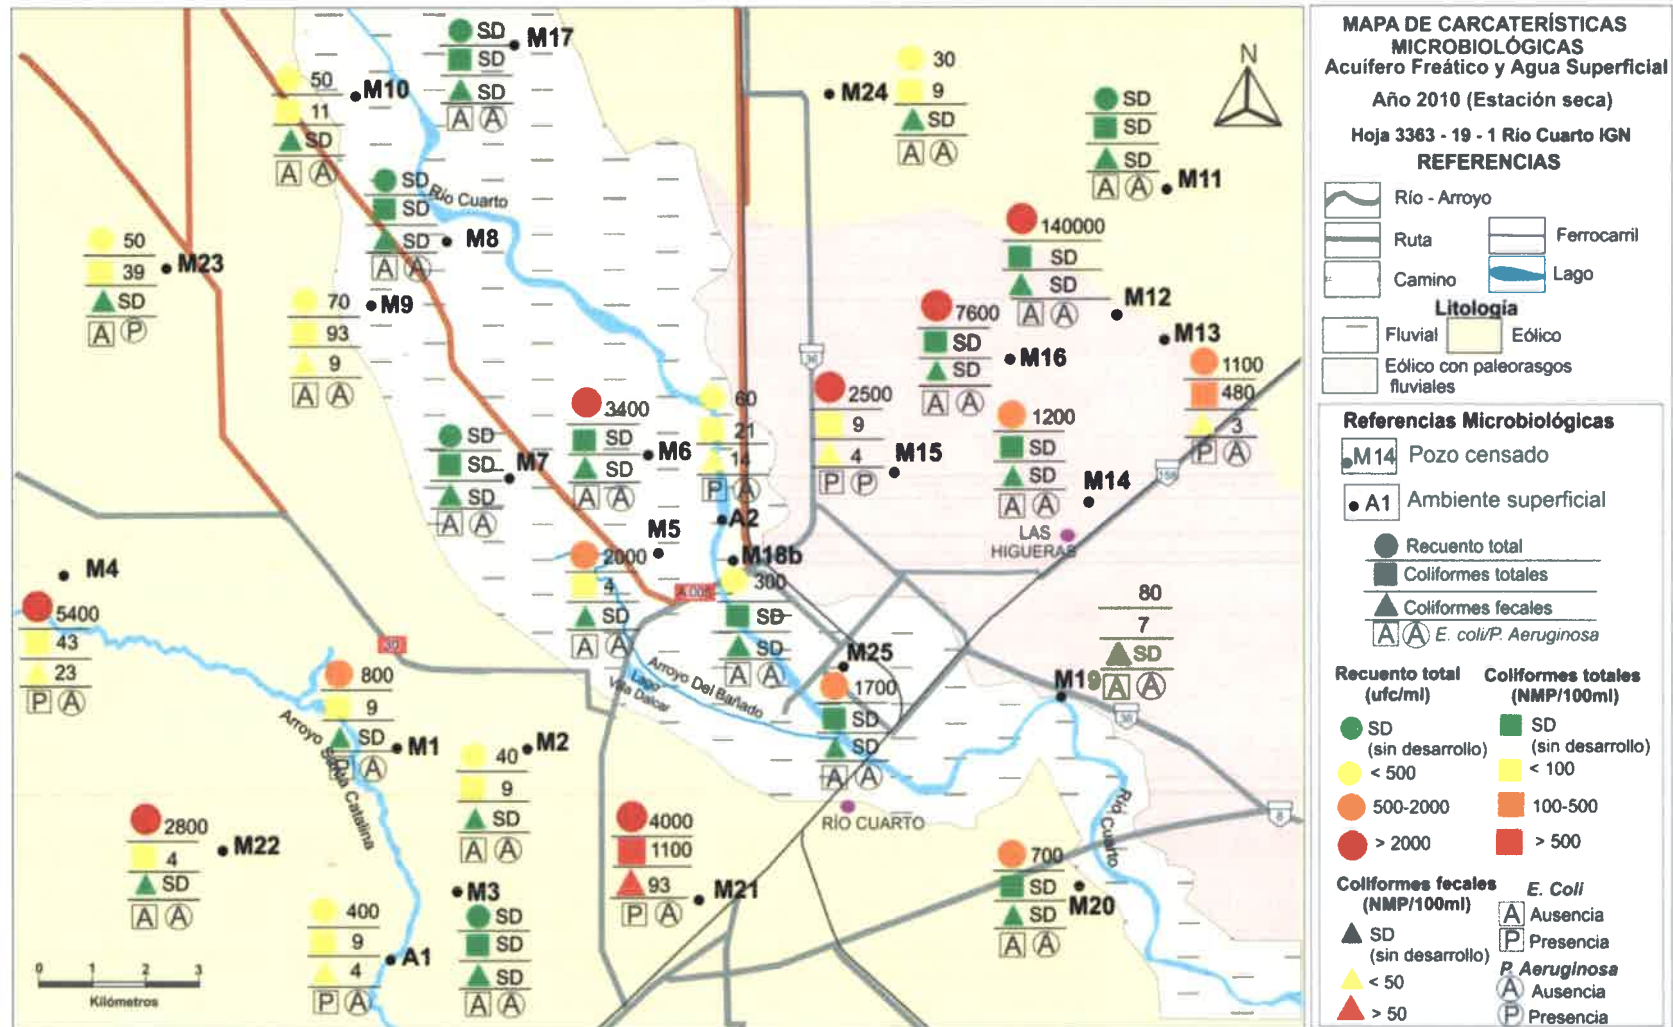 SD
SD
SD
A A
M17
50
11
SD
A A
M10
30
9
SD
A A
M24
N
SD
SD
SD
A A
M11
SD
SD
SD
A A
Río Cuarto
M8
50
39
SD
A P
M23
70
93
9
A A
M9
140000
SD
SD
A A
M12
7600
SD
SD
A A
M16
M13
1100
480
3
P A
36
3400
SD
SD
A A
M6
60
21
14
P A
A2
2500
9
4
P P
M15
1200
SD
SD
A A
M14
158
LAS
HIGUERAS
SD
SD
SD
A A
M7
M5
2000
4
SD
A A
M18b
300
SD
SD
A A
A 005
M4
5400
43
23
P A
30
80
7
SD
A A
M19
36
M25
1700
SD
SD
A A
Arroyo Del Bañado
Lago
Villa Dalcar
800
9
SD
P A
M1
Arroyo Santa Catalina
40
9
SD
A A
M2
RÍO CUARTO
Río
Cuarto
8
2800
4
SD
A A
M22
4000
1100
93
P A
M21
700
SD
SD
A A
M20
M3
SD
SD
SD
A A
400
9
4
P A
A1
0 1 2 3
Kilómetros
MAPA DE CARCATERÍSTICAS
MICROBIOLÓGICAS
Acuífero Freático y Agua Superficial
Año 2010 (Estación seca)
Hoja 3363 - 19 - 1 Río Cuarto IGN
REFERENCIAS
Río - Arroyo
Ruta
Ferrocarril
Camino
Lago
Litología
Fluvial
Eólico
Eólico con paleorasgos
fluviales
Referencias Microbiológicas
M14 Pozo censado
A1 Ambiente superficial
Recuento total
Coliformes totales
Coliformes fecales
A A E. coli/P. Aeruginosa
Recuento total
(ufc/ml)
SD
(sin desarrollo)
< 500
500-2000
> 2000
Coliformes totales
(NMP/100ml)
SD
(sin desarrollo)
< 100
100-500
> 500
Coliformes fecales
(NMP/100ml)
SD
(sin desarrollo)
< 50
> 50
E. Coli
A Ausencia
P Presencia
P. Aeruginosa
A Ausencia
P Presencia